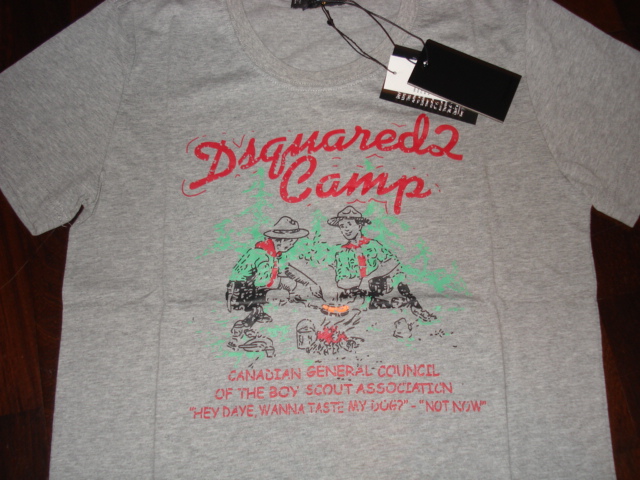 Dsquared2
Camp
CANADIAN GENERAL COUNCIL
OF THE BOY SCOUT ASSOCIATION
"HEY DAVE, WANNA TASTE MY DOG?" - "NOT NOW"